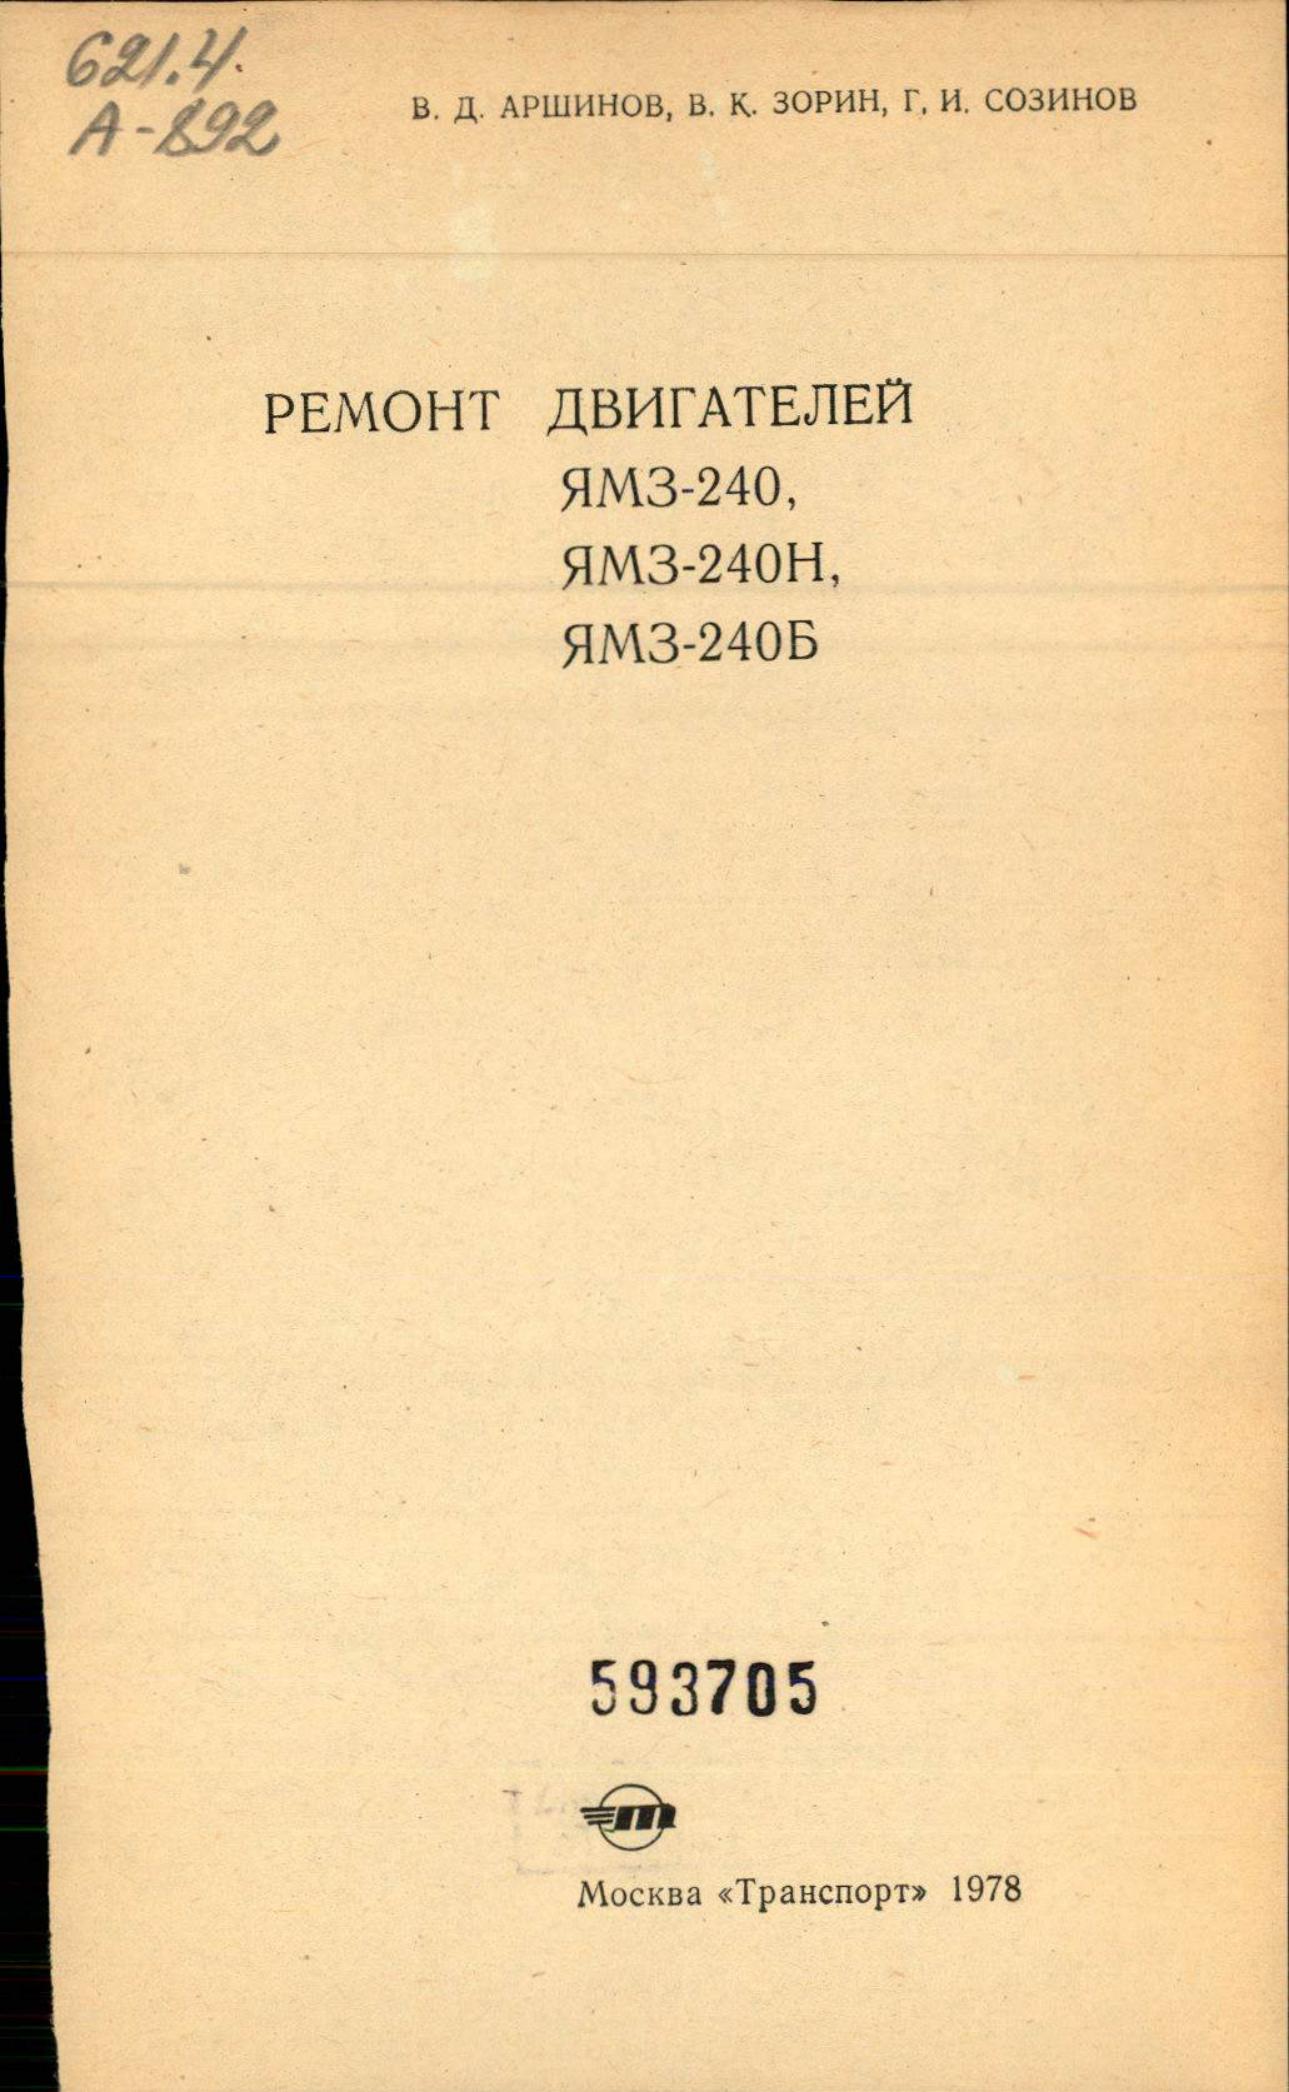 621.4.
А-892
В. Д. АРШИНОВ, В. К. ЗОРИН, Г. И. СОЗИНОВ
РЕМОНТ ДВИГАТЕЛЕЙ
ЯМЗ-240,
ЯМЗ-240Н,
ЯМЗ-240Б
593705
т
Москва «Транспорт» 1978